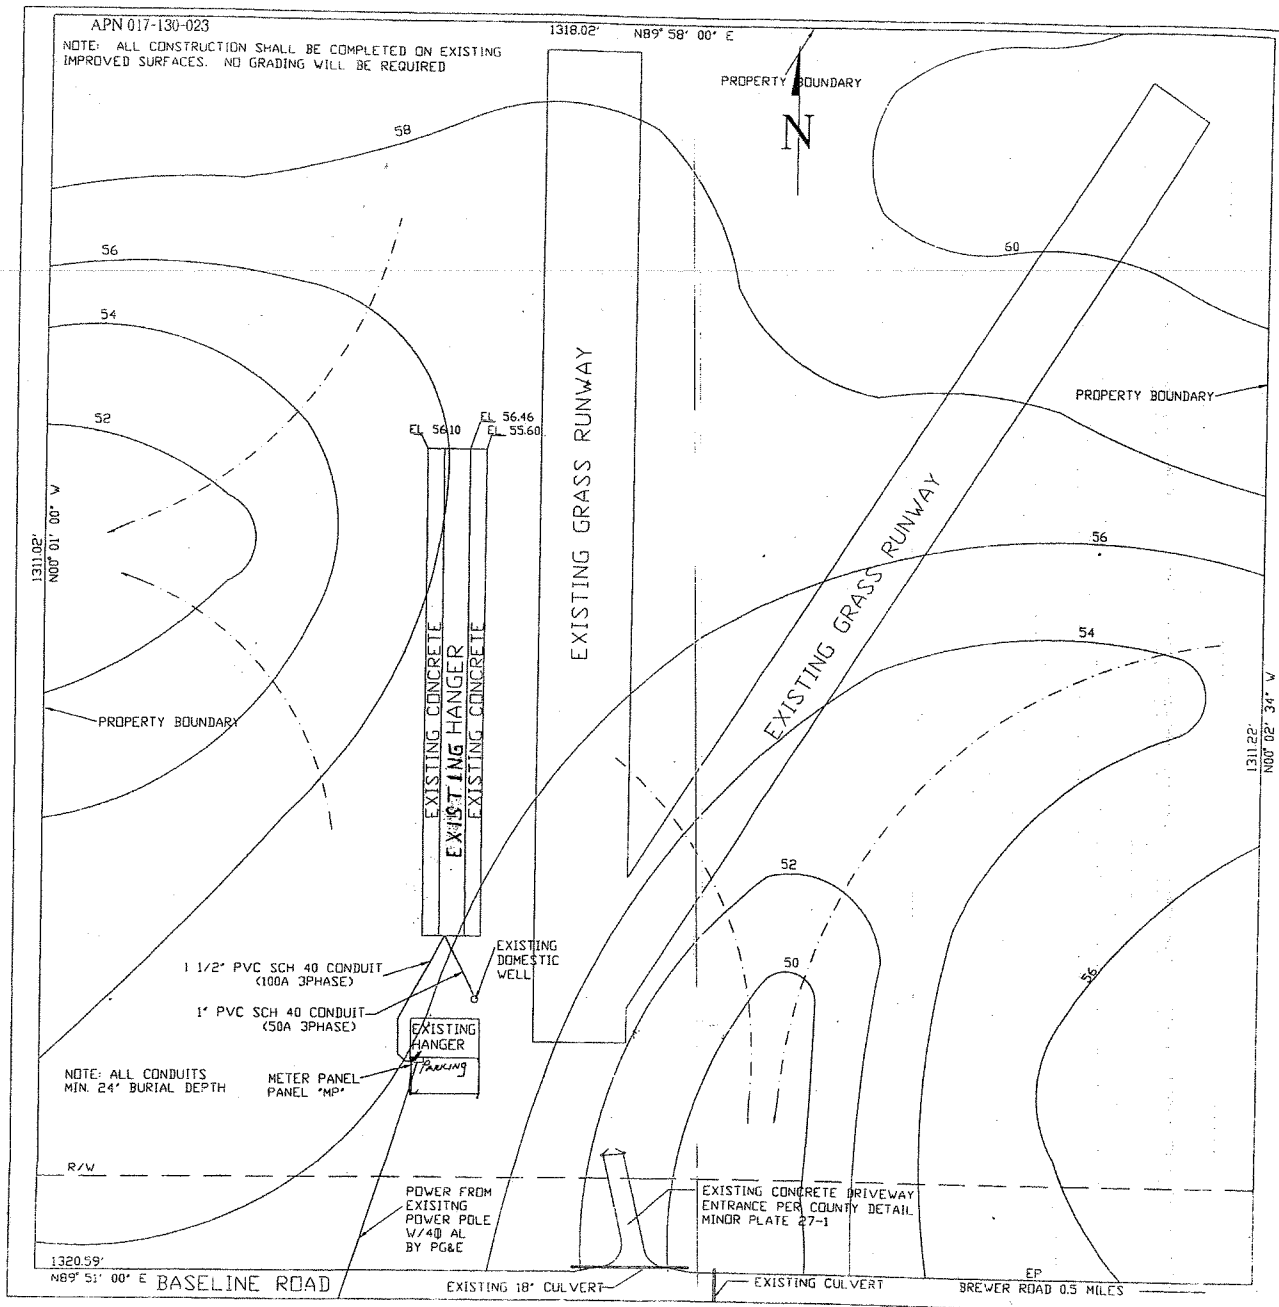 APN 017-130-023
NOTE: ALL CONSTRUCTION SHALL BE COMPLETED ON EXISTING
IMPROVED SURFACES. NO GRADING WILL BE REQUIRED
1318.02' N89° 58' 00" E
PROPERTY BOUNDARY
N
58
60
56
54
52
PROPERTY BOUNDARY
EL 56.10
EL 56.46
EL 55.60
EXISTING GRASS RUNWAY
EXISTING GRASS RUNWAY
1311.02'
N00° 01' 00" W
56
54
EXISTING CONCRETE
EXISTING HANGER
EXISTING CONCRETE
PROPERTY BOUNDARY
1311.22'
N00° 02' 34" W
52
50
56
EXISTING
DOMESTIC
WELL
1 1/2" PVC SCH 40 CONDUIT
(100A 3PHASE)
1" PVC SCH 40 CONDUIT
(50A 3PHASE)
EXISTING
HANGER
PARKING
NOTE: ALL CONDUITS
MIN. 24" BURIAL DEPTH
METER PANEL
PANEL "MP"
R/W
POWER FROM
EXISITNG
POWER POLE
W/4@ AL
BY PG&E
EXISTING CONCRETE DRIVEWAY
ENTRANCE PER COUNTY DETAIL
MINOR PLATE 27-1
1320.59'
N89° 51' 00" E BASELINE ROAD
EXISTING 18" CULVERT
EXISTING CULVERT
EP
BREWER ROAD 0.5 MILES